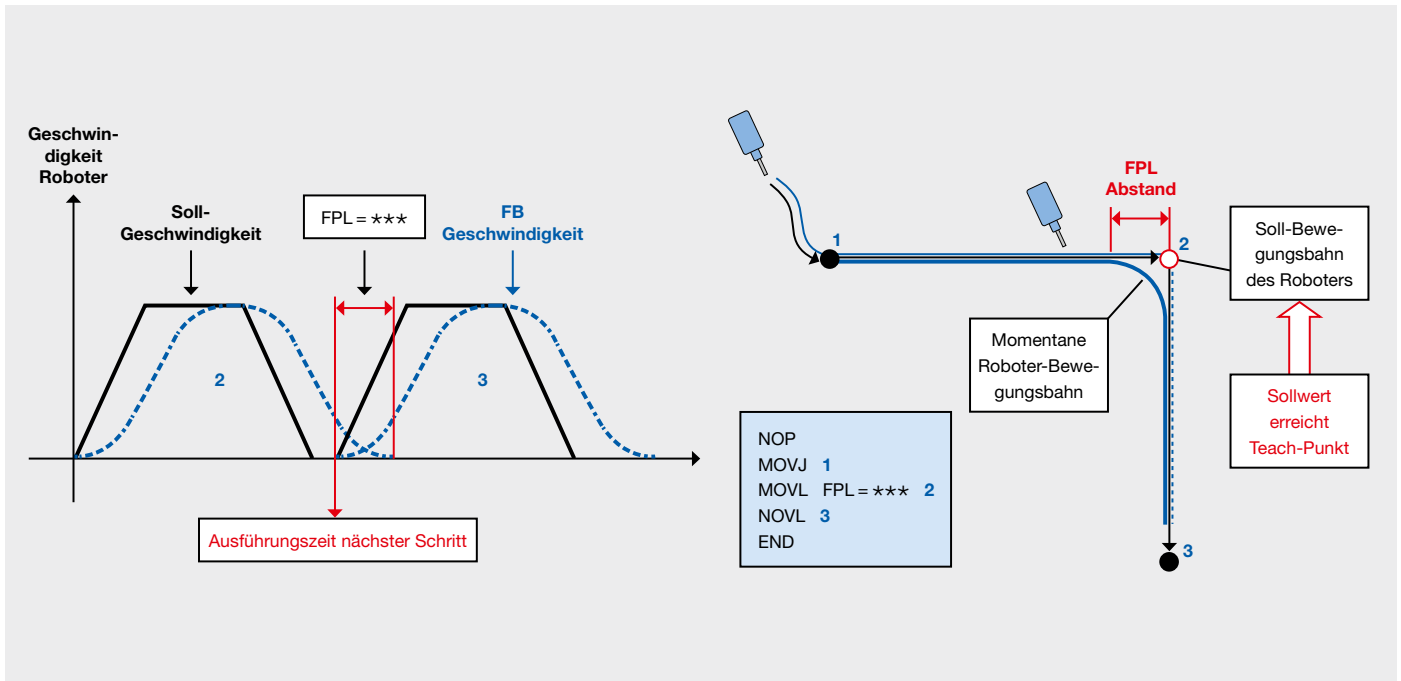 Geschwin-
digkeit
Roboter
Soll-
Geschwindigkeit
FPL = ***
FB
Geschwindigkeit
2
3
Ausführungszeit nächster Schritt
FPL
Abstand
1
2
Soll-Bewe-
gungsbahn
des Roboters
Momentane
Roboter-Bewe-
gungsbahn
Sollwert
erreicht
Teach-Punkt
3
NOP
MOVJ 1
MOVL FPL = *** 2
NOVL 3
END